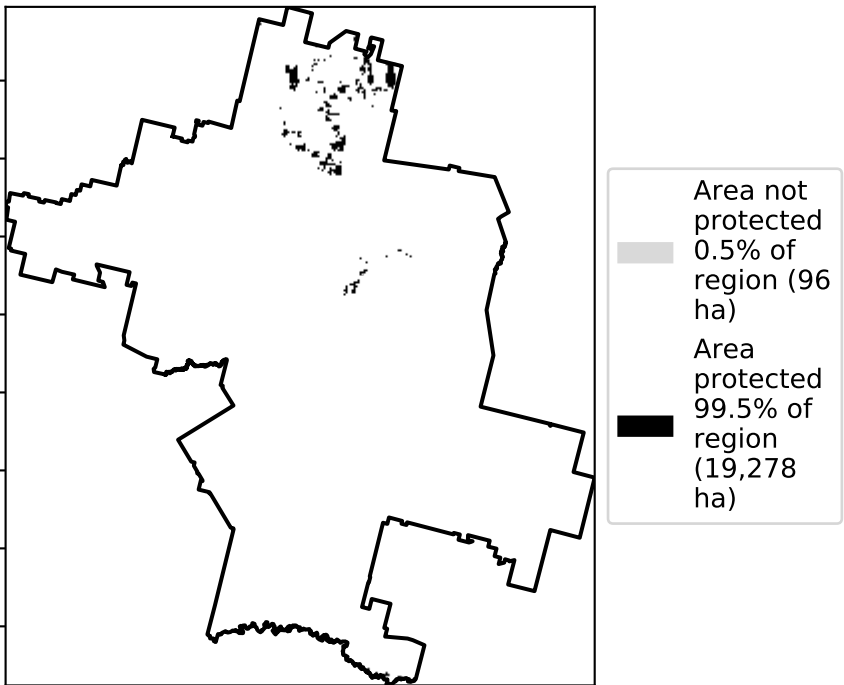 Area not
protected
0.5% of
region (96
ha)
Area
protected
99.5% of
region
(19,278
ha)